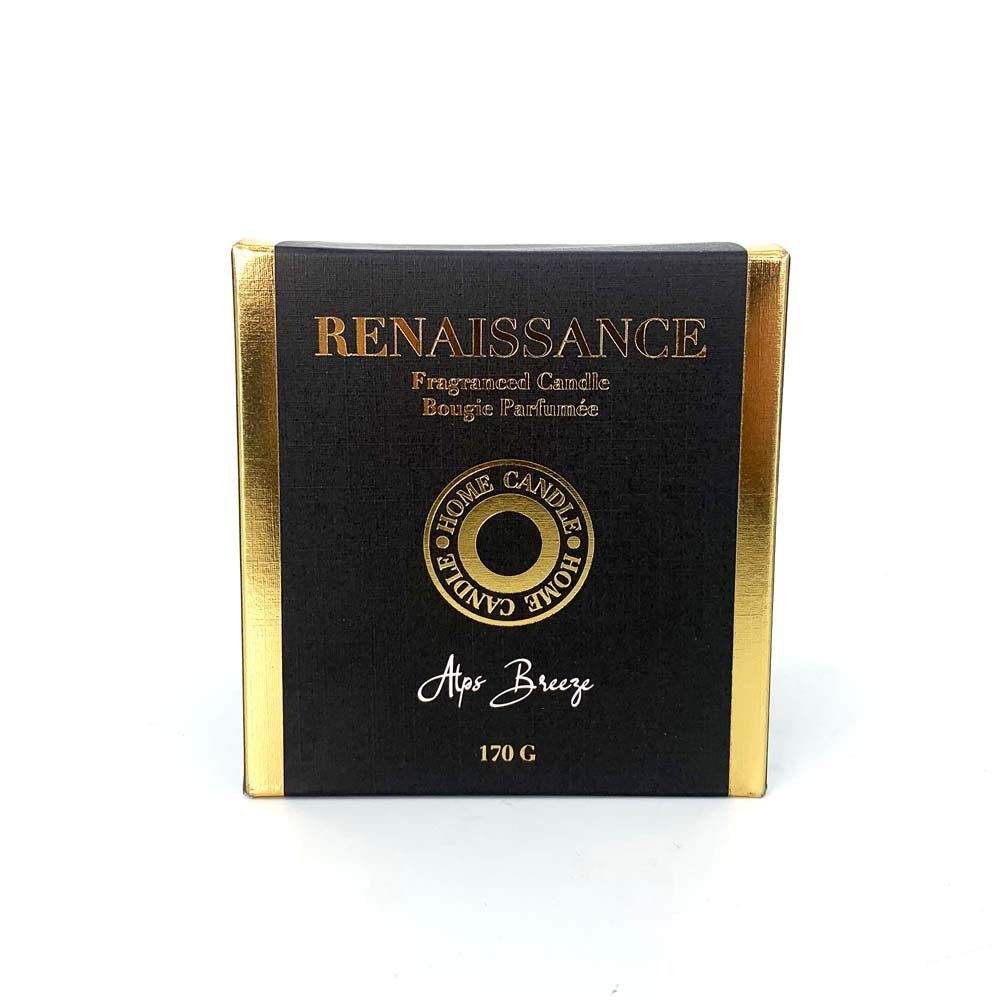 RENAISSANCE
Fragranced Candle
Bougie Parfumée
HOME CANDLE • HOME CANDLE •
Alps Breeze
170 G